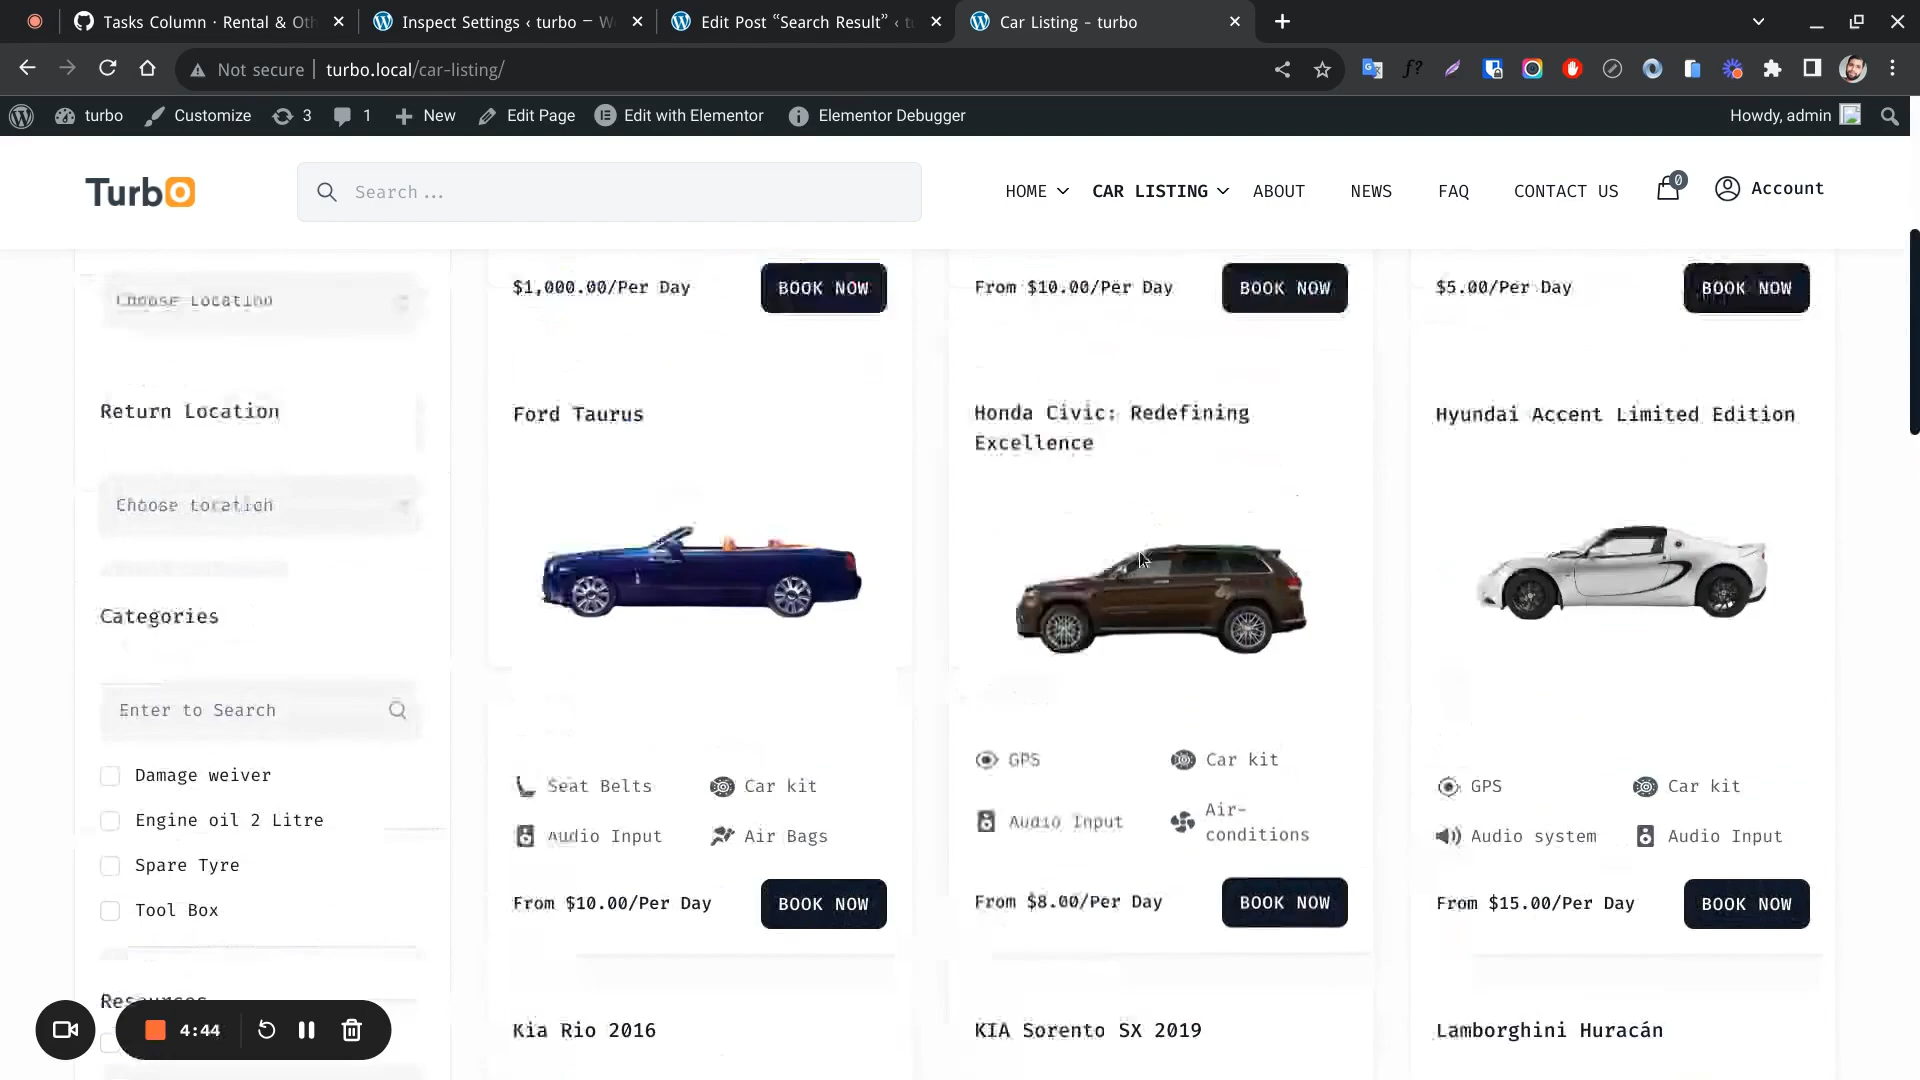 Tasks Column · Rental & Oth
Inspect Settings ‹ turbo — W
Edit Post “Search Result” ‹ tu
Car Listing – turbo
Not secure turbo.local/car-listing/
turbo
Customize
3
1
New
Edit Page
Edit with Elementor
Elementor Debugger
Howdy, admin
TurbO
Search ...
HOME
CAR LISTING
ABOUT
NEWS
FAQ
CONTACT US
0
Account
Choose Location
Return Location
Choose Location
Categories
Enter to Search
Damage weiver
Engine oil 2 Litre
Spare Tyre
Tool Box
Resources
$1,000.00/Per Day
BOOK NOW
From $10.00/Per Day
BOOK NOW
$5.00/Per Day
BOOK NOW
Ford Taurus
Seat Belts
Car kit
Audio Input
Air Bags
From $10.00/Per Day
BOOK NOW
Honda Civic: Redefining
Excellence
GPS
Car kit
Audio Input
Air-
conditions
From $8.00/Per Day
BOOK NOW
Hyundai Accent Limited Edition
GPS
Car kit
Audio system
Audio Input
From $15.00/Per Day
BOOK NOW
Kia Rio 2016
KIA Sorento SX 2019
Lamborghini Huracán
4:44